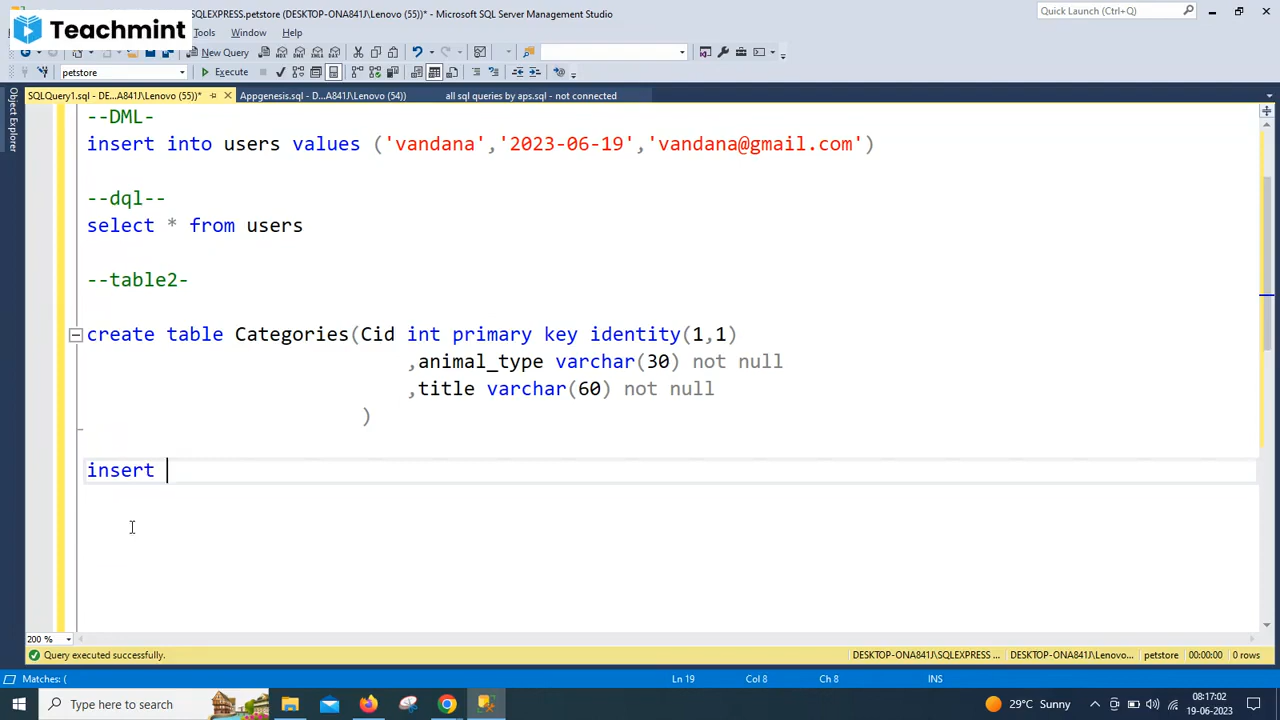 SQLEXPRESS.petstore (DESKTOP-ONA841J\Lenovo (55))* - Microsoft SQL Server Management Studio
Quick Launch (Ctrl+Q)
Teachmint
Tools Window Help
New Query
petstore Execute
SQLQuery1.sql - DE...A841J\Lenovo (55))* Appgenesis.sql - D...A841J\Lenovo (54)) all sql queries by aps.sql - not connected
Object Explorer
--DML-
insert into users values ('vandana','2023-06-19','vandana@gmail.com')
--dql--
select * from users
--table2-
create table Categories(Cid int primary key identity(1,1)
,animal_type varchar(30) not null
,title varchar(60) not null
)
insert
200 %
Query executed successfully. DESKTOP-ONA841J\SQLEXPRESS ... DESKTOP-ONA841J\Lenovo... petstore 00:00:00 0 rows
Matches: ( Ln 19 Col 8 Ch 8 INS
Type here to search 29°C Sunny 08:17:02
19-06-2023